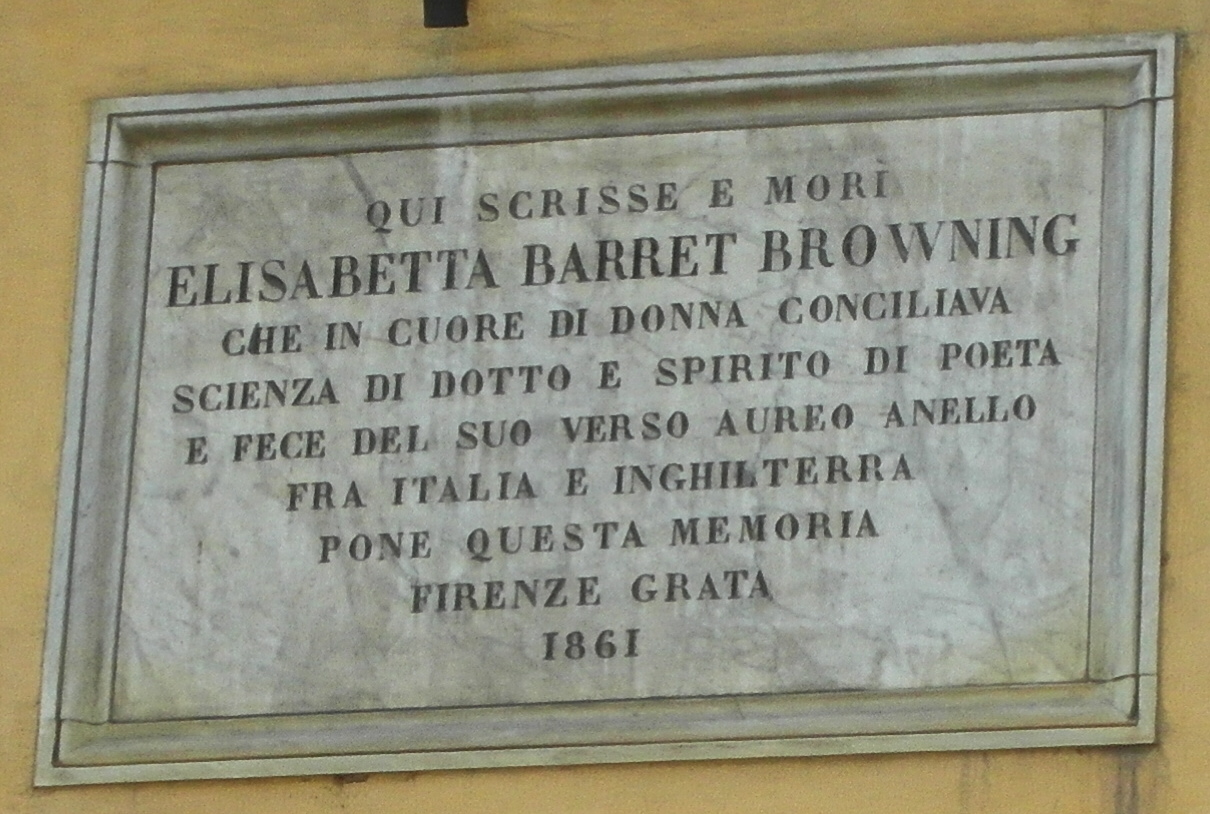 QUI SCRISSE E MORÌ
ELISABETTA BARRET BROWNING
CHE IN CUORE DI DONNA CONCILIAVA
SCIENZA DI DOTTO E SPIRITO DI POETA
E FECE DEL SUO VERSO AUREO ANELLO
FRA ITALIA E INGHILTERRA
PONE QUESTA MEMORIA
FIRENZE GRATA
1861